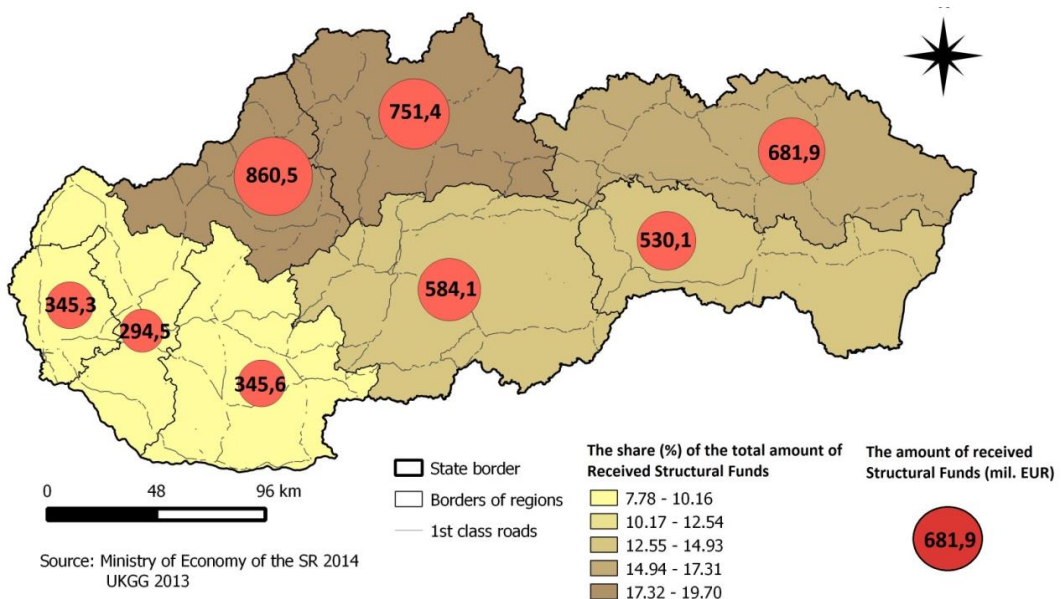 751,4
681,9
860,5
530,1
584,1
345,3
294,5
345,6
0 48 96 km
Source: Ministry of Economy of the SR 2014
UKGG 2013
State border
Borders of regions
1st class roads
The share (%) of the total amount of
Received Structural Funds
7.78 - 10.16
10.17 - 12.54
12.55 - 14.93
14.94 - 17.31
17.32 - 19.70
The amount of received
Structural Funds (mil. EUR)
681,9